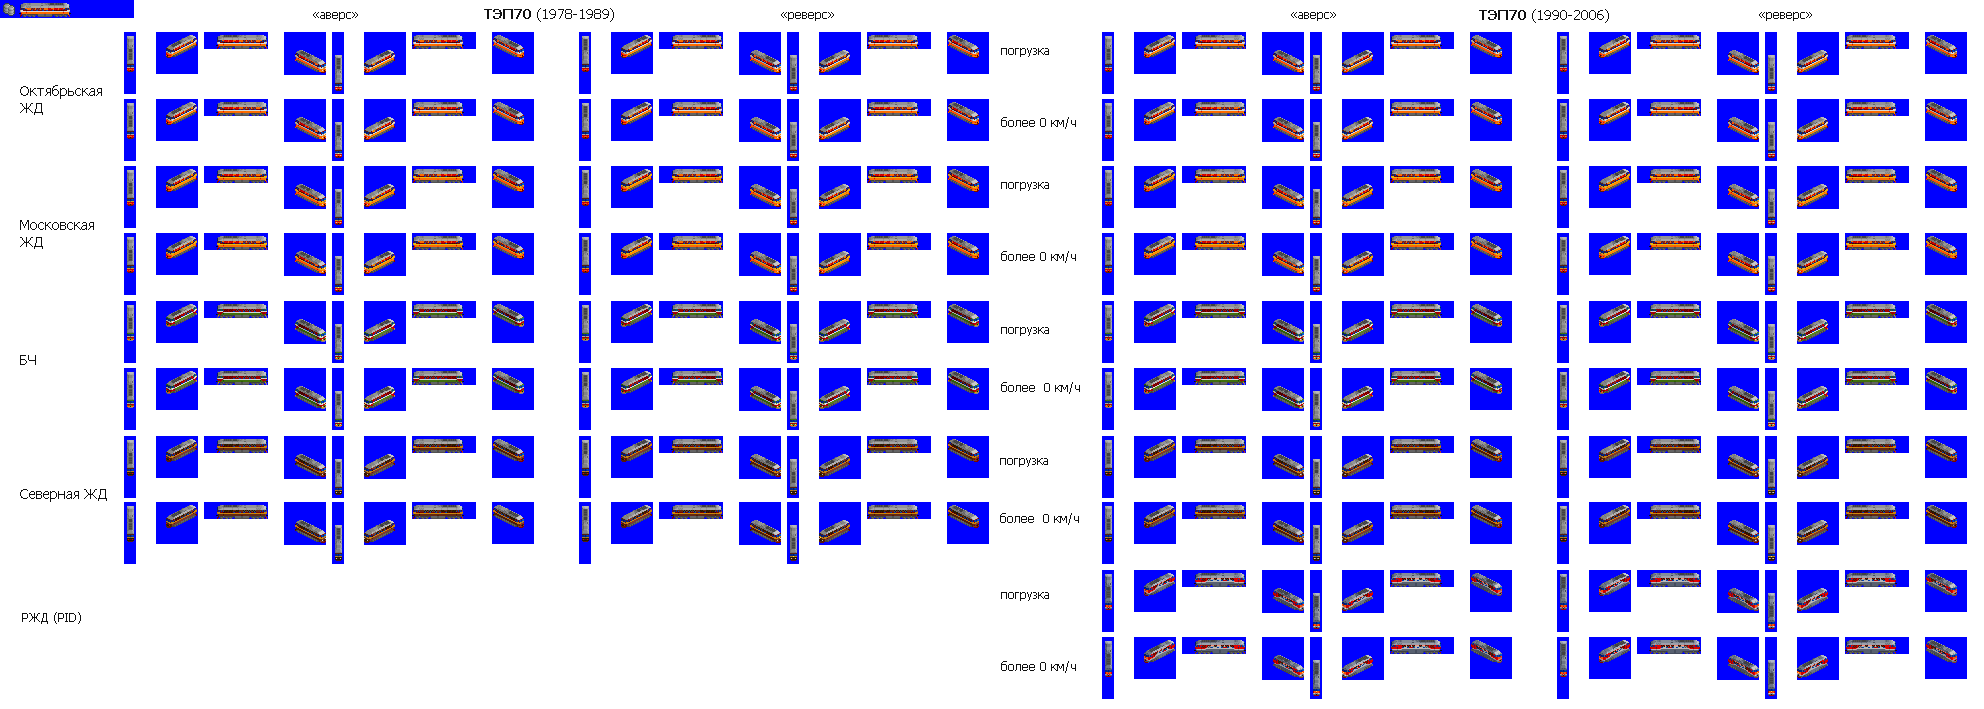 «аверс» ТЭП70 (1978-1989) «реверс» «аверс» ТЭП70 (1990-2006) «реверс»
погрузка
Октябрьская
ЖД
более 0 км/ч
погрузка
Московская
ЖД
более 0 км/ч
погрузка
БЧ
более 0 км/ч
погрузка
Северная ЖД
более 0 км/ч
погрузка
РЖД (PID)
более 0 км/ч